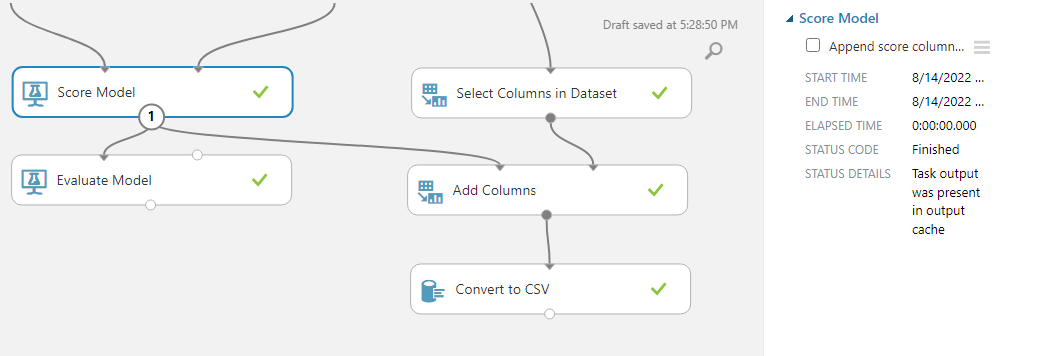 Draft saved at 5:28:50 PM
Score Model
1
Select Columns in Dataset
Evaluate Model
Add Columns
Convert to CSV
Score Model
Append score column...
START TIME 8/14/2022 ...
END TIME 8/14/2022 ...
ELAPSED TIME 0:00:00.000
STATUS CODE Finished
STATUS DETAILS Task output
was present
in output
cache